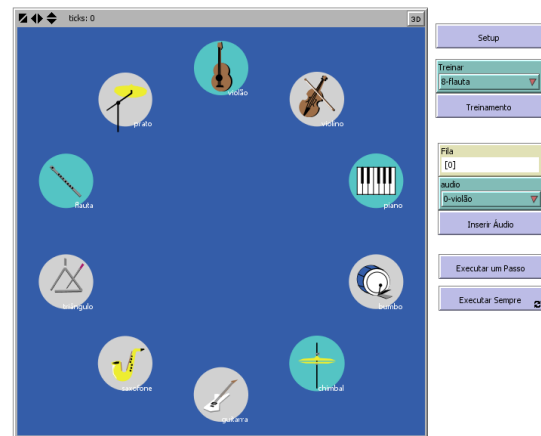 ticks: 0
3D
violão
prato
violino
flauta
piano
triângulo
bumbo
saxofone
chimbal
guitarra
Setup
Treinar
8-flauta
Treinamento
Fila
[0]
audio
0-violão
Inserir Áudio
Executar um Passo
Executar Sempre